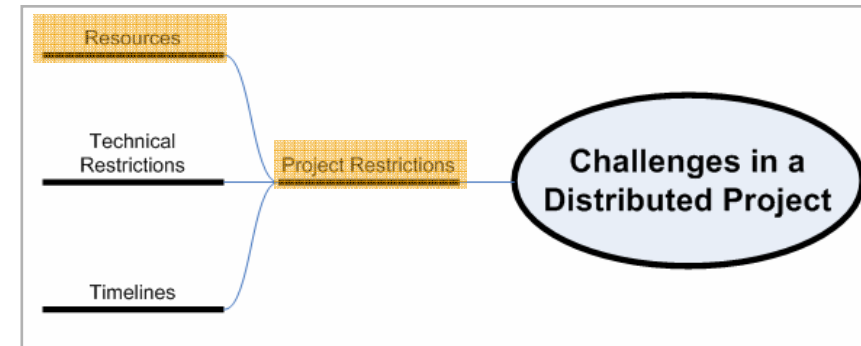 Resources
Technical
Restrictions
Project Restrictions
Timelines
Challenges in a
Distributed Project